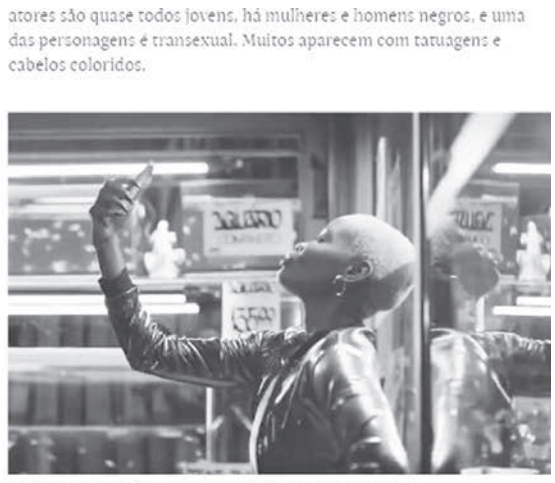 atores são quase todos jovens, há mulheres e homens negros, e uma
das personagens é transexual. Muitos aparecem com tatuagens e
cabelos coloridos.